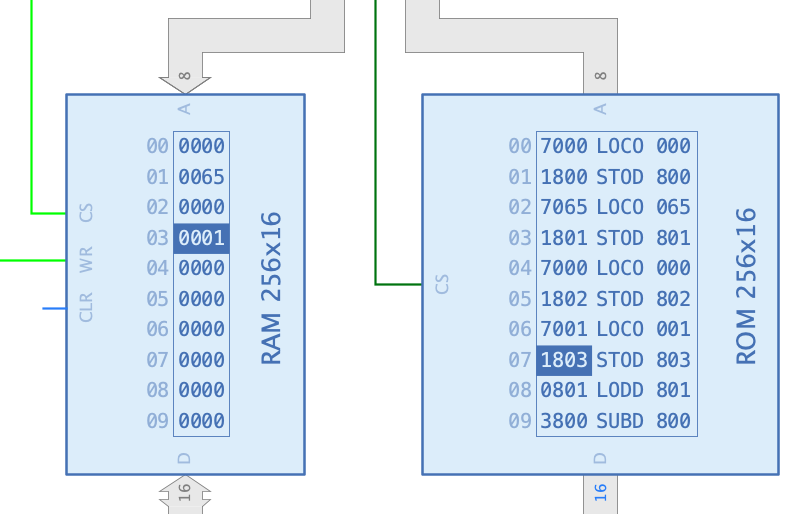 8
8
A
A
00 0000
01 0065
02 0000
03 0001
04 0000
05 0000
06 0000
07 0000
08 0000
09 0000
CS
WR
CLR
RAM 256x16
D
16
00 7000 LOCO 000
01 1800 STOD 800
02 7065 LOCO 065
03 1801 STOD 801
04 7000 LOCO 000
05 1802 STOD 802
06 7001 LOCO 001
07 1803 STOD 803
08 0801 LODD 801
09 3800 SUBD 800
CS
ROM 256x16
D
16